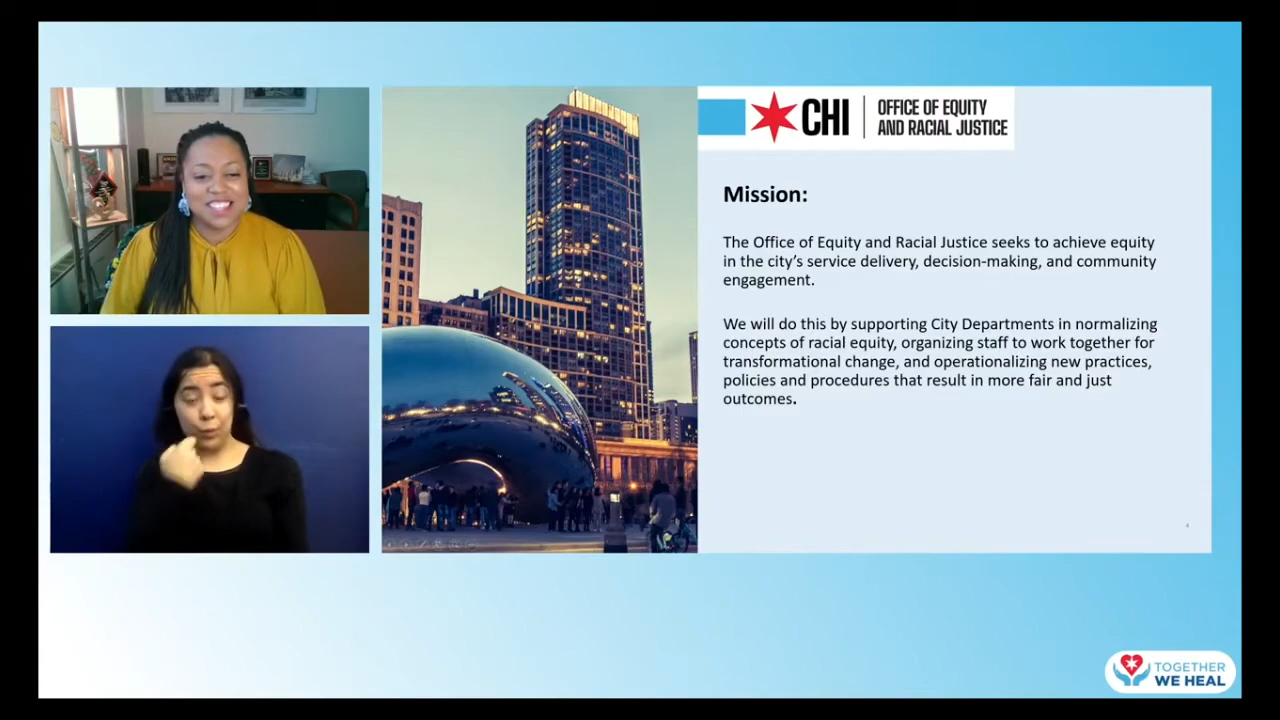 CHI
OFFICE OF EQUITY
AND RACIAL JUSTICE
Mission:
The Office of Equity and Racial Justice seeks to achieve equity
in the city’s service delivery, decision-making, and community
engagement.
We will do this by supporting City Departments in normalizing
concepts of racial equity, organizing staff to work together for
transformational change, and operationalizing new practices,
policies and procedures that result in more fair and just
outcomes.
4
TOGETHER
WE HEAL